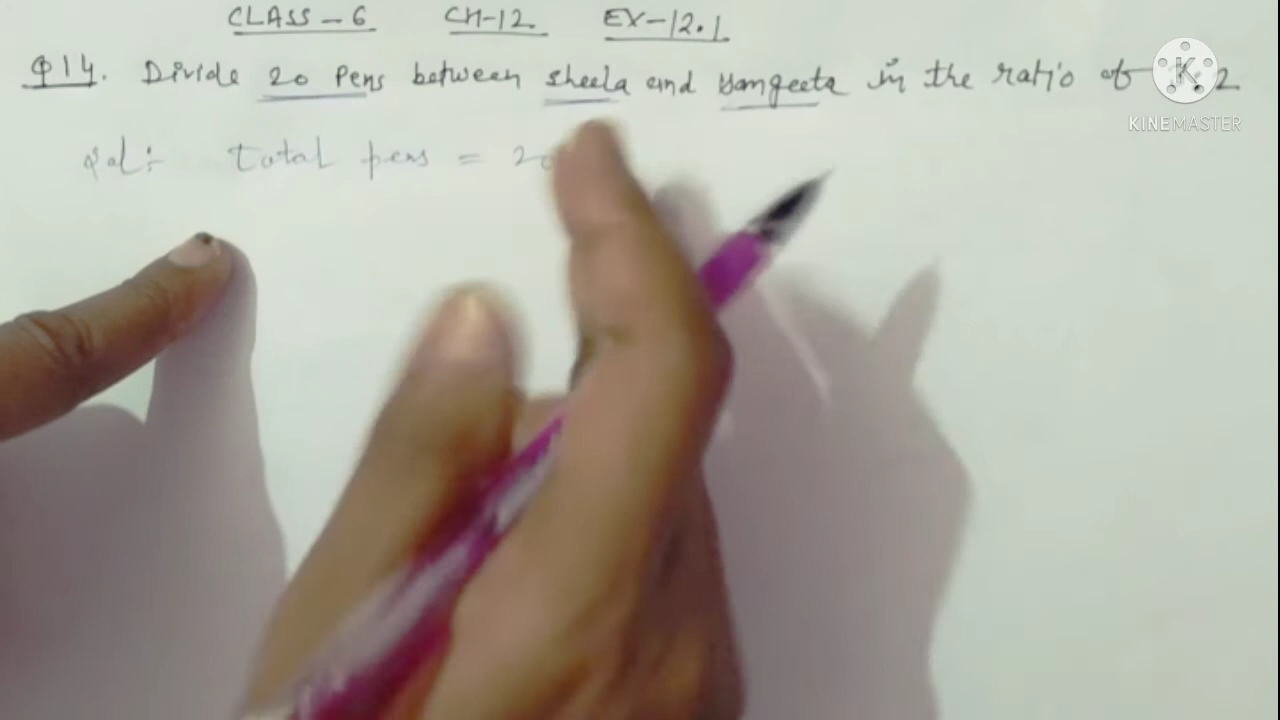 CLASS-6 CH-12 EX-12.1
Q14. Divide 20 Pens between Sheela and Sangeeta in the ratio of 2
Sol:- Total pens = 20
K
KINEMASTER